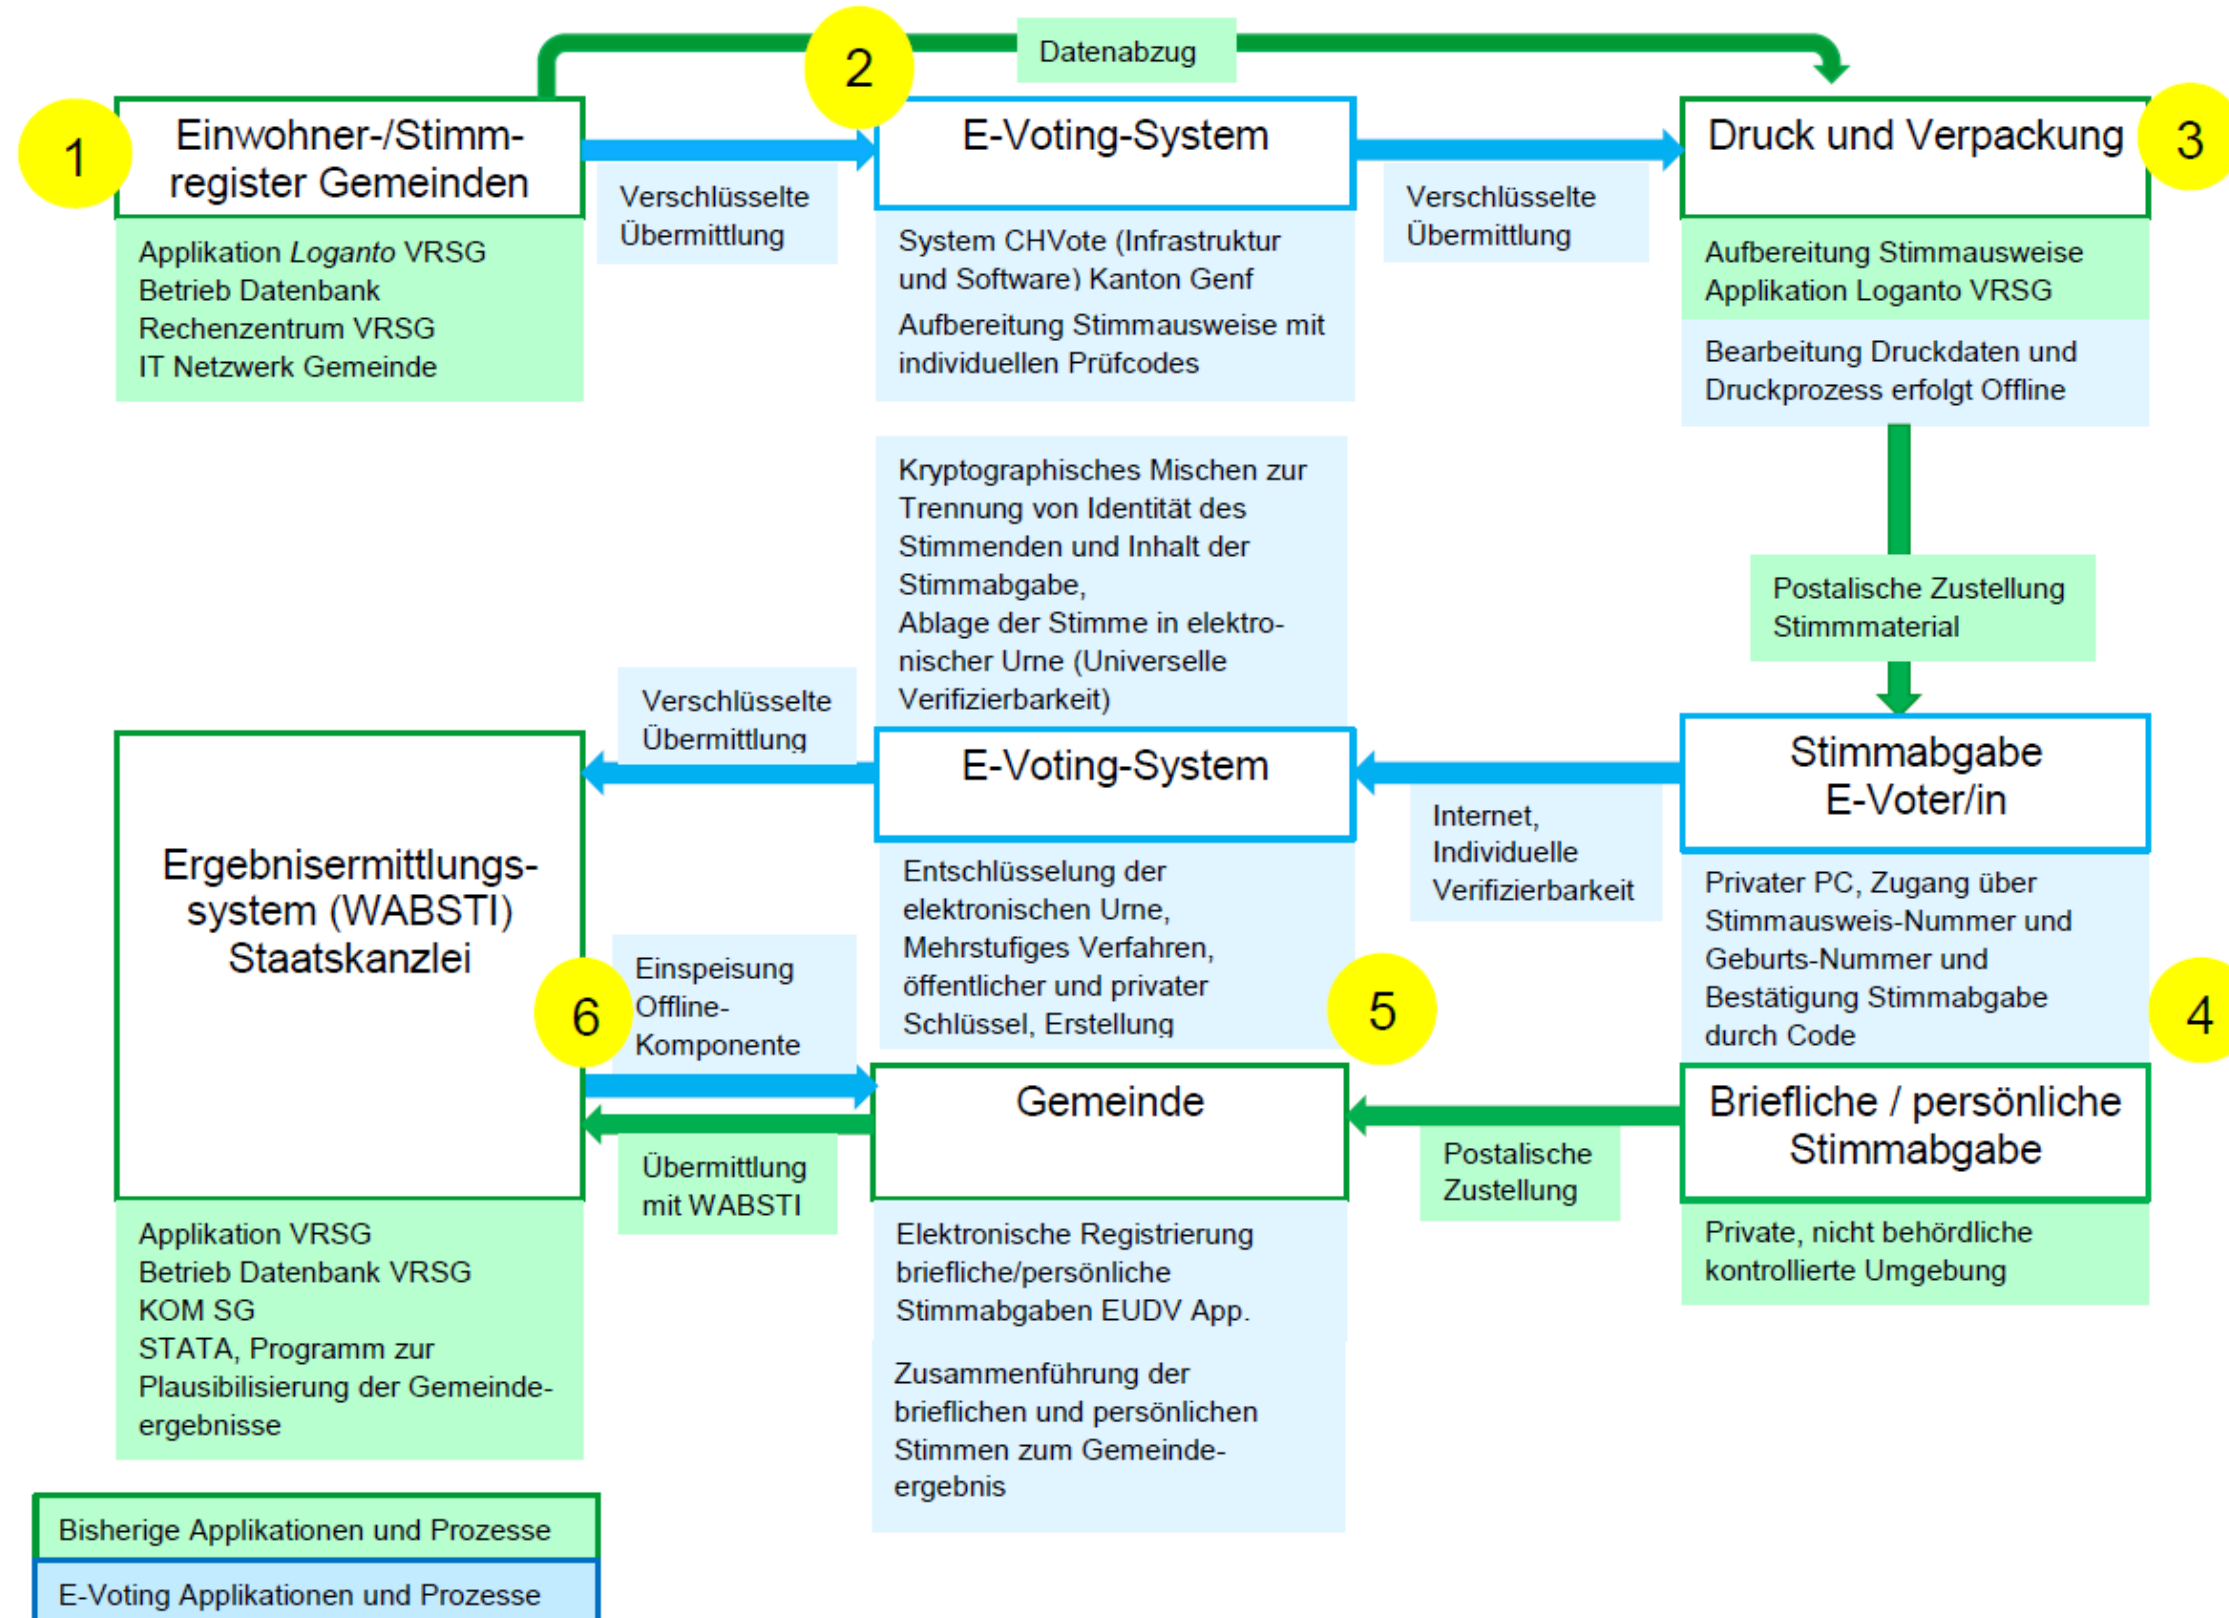 Datenabzug
1
Einwohner-/Stimm-
register Gemeinden
Applikation Loganto VRSG
Betrieb Datenbank
Rechenzentrum VRSG
IT Netzwerk Gemeinde
Verschlüsselte
Übermittlung
2
E-Voting-System
System CHVote (Infrastruktur
und Software) Kanton Genf
Aufbereitung Stimmausweise mit
individuellen Prüfcodes
Verschlüsselte
Übermittlung
Druck und Verpackung
3
Aufbereitung Stimmausweise
Applikation Loganto VRSG
Bearbeitung Druckdaten und
Druckprozess erfolgt Offline
Postalische Zustellung
Stimmmaterial
Stimmabgabe
E-Voter/in
Privater PC, Zugang über
Stimmausweis-Nummer und
Geburts-Nummer und
Bestätigung Stimmabgabe
durch Code
4
Briefliche / persönliche
Stimmabgabe
Private, nicht behördliche
kontrollierte Umgebung
Internet,
Individuelle
Verifizierbarkeit
Postalische
Zustellung
Kryptographisches Mischen zur
Trennung von Identität des
Stimmenden und Inhalt der
Stimmabgabe,
Ablage der Stimme in elektro-
nischer Urne (Universelle
Verifizierbarkeit)
E-Voting-System
Entschlüsselung der
elektronischen Urne,
Mehrstufiges Verfahren,
öffentlicher und privater
Schlüssel, Erstellung
5
Gemeinde
Elektronische Registrierung
briefliche/persönliche
Stimmabgaben EUDV App.
Zusammenführung der
brieflichen und persönlichen
Stimmen zum Gemeinde-
ergebnis
Verschlüsselte
Übermittlung
Einspeisung
Offline-
Komponente
6
Übermittlung
mit WABSTI
Ergebnisermittlungs-
system (WABSTI)
Staatskanzlei
Applikation VRSG
Betrieb Datenbank VRSG
KOM SG
STATA, Programm zur
Plausibilisierung der Gemeinde-
ergebnisse
Bisherige Applikationen und Prozesse
E-Voting Applikationen und Prozesse